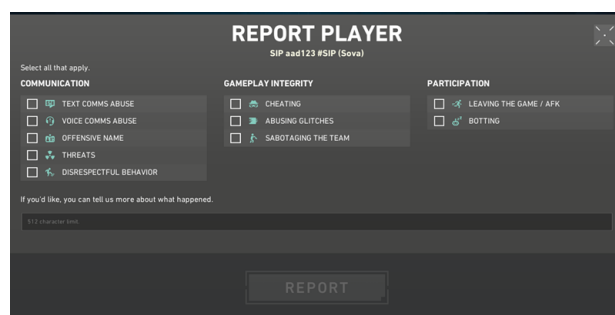 REPORT PLAYER
SIP aad123 #SIP (Sova)
Select all that apply.
COMMUNICATION
TEXT COMMS ABUSE
VOICE COMMS ABUSE
OFFENSIVE NAME
THREATS
DISRESPECTFUL BEHAVIOR
GAMEPLAY INTEGRITY
CHEATING
ABUSING GLITCHES
SABOTAGING THE TEAM
PARTICIPATION
LEAVING THE GAME / AFK
BOTTING
If you'd like, you can tell us more about what happened.
512 character limit.
REPORT